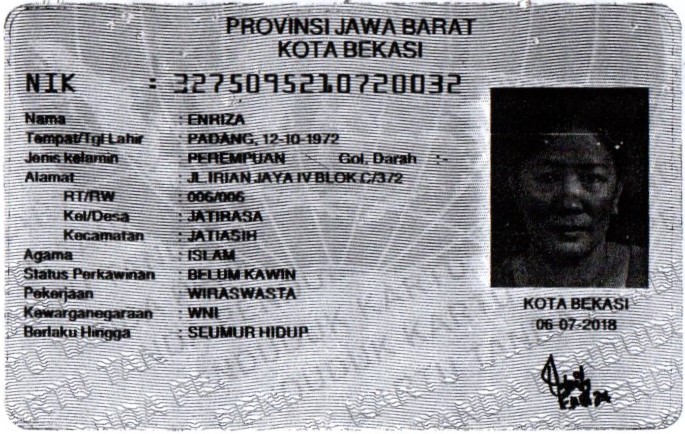 PROVINSI JAWA BARAT
KOTA BEKASI
NIK : 3275095210720032
Nama : ENRIZA
Tempat/Tgl Lahir : PADANG, 12-10-1972
Jenis kelamin : PEREMPUAN Gol. Darah :-
Alamat : JL IRIAN JAYA IV BLOK C/372
RT/RW : 006/006
Kel/Desa : JATIRASA
Kecamatan : JATIASIH
Agama : ISLAM
Status Perkawinan : BELUM KAWIN
Pekerjaan : WIRASWASTA
Kewarganegaraan : WNI
Berlaku Hingga : SEUMUR HIDUP
KOTA BEKASI
06-07-2018